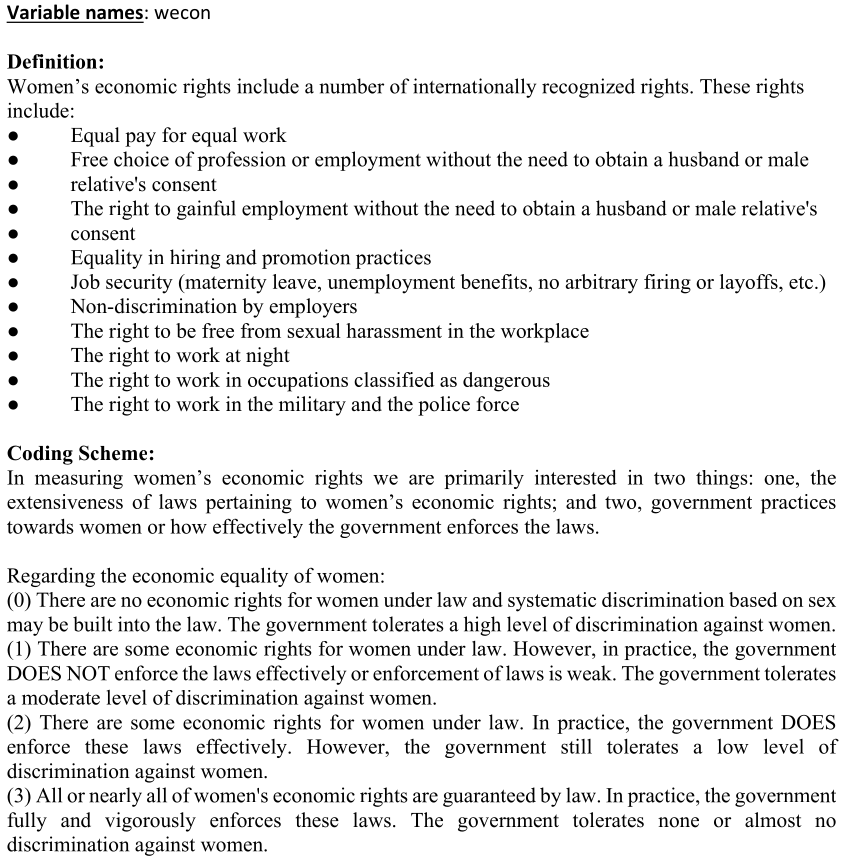 Variable names: wecon
Definition:
Women’s economic rights include a number of internationally recognized rights. These rights
include:
● Equal pay for equal work
● Free choice of profession or employment without the need to obtain a husband or male
● relative's consent
● The right to gainful employment without the need to obtain a husband or male relative's
● consent
● Equality in hiring and promotion practices
● Job security (maternity leave, unemployment benefits, no arbitrary firing or layoffs, etc.)
● Non-discrimination by employers
● The right to be free from sexual harassment in the workplace
● The right to work at night
● The right to work in occupations classified as dangerous
● The right to work in the military and the police force
Coding Scheme:
In measuring women’s economic rights we are primarily interested in two things: one, the
extensiveness of laws pertaining to women’s economic rights; and two, government practices
towards women or how effectively the government enforces the laws.
Regarding the economic equality of women:
(0) There are no economic rights for women under law and systematic discrimination based on sex
may be built into the law. The government tolerates a high level of discrimination against women.
(1) There are some economic rights for women under law. However, in practice, the government
DOES NOT enforce the laws effectively or enforcement of laws is weak. The government tolerates
a moderate level of discrimination against women.
(2) There are some economic rights for women under law. In practice, the government DOES
enforce these laws effectively. However, the government still tolerates a low level of
discrimination against women.
(3) All or nearly all of women's economic rights are guaranteed by law. In practice, the government
fully and vigorously enforces these laws. The government tolerates none or almost no
discrimination against women.